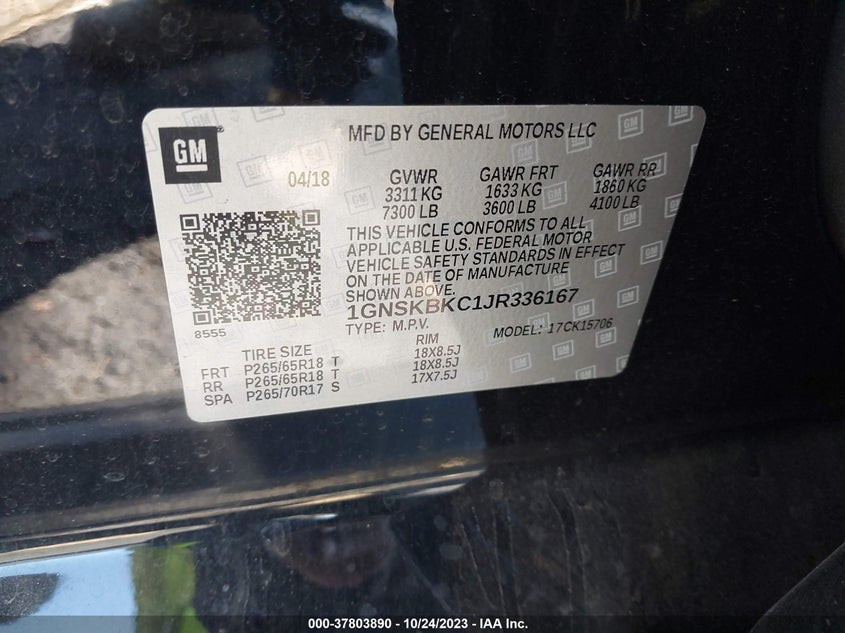 GM
MFD BY GENERAL MOTORS LLC
04/18
GVWR GAWR FRT GAWR RR
3311 KG 1633 KG 1860 KG
7300 LB 3600 LB 4100 LB
THIS VEHICLE CONFORMS TO ALL
APPLICABLE U.S. FEDERAL MOTOR
VEHICLE SAFETY STANDARDS IN EFFECT
ON THE DATE OF MANUFACTURE
SHOWN ABOVE
1GNSKBKC1JR336167
8555
TYPE: M.P.V. MODEL: 17CK15706
TIRE SIZE RIM
FRT P265/65R18 T 18X8.5J
RR P265/65R18 T 18X8.5J
SPA P265/70R17 S 17X7.5J
000-37803890 - 10/24/2023 - IAA Inc.